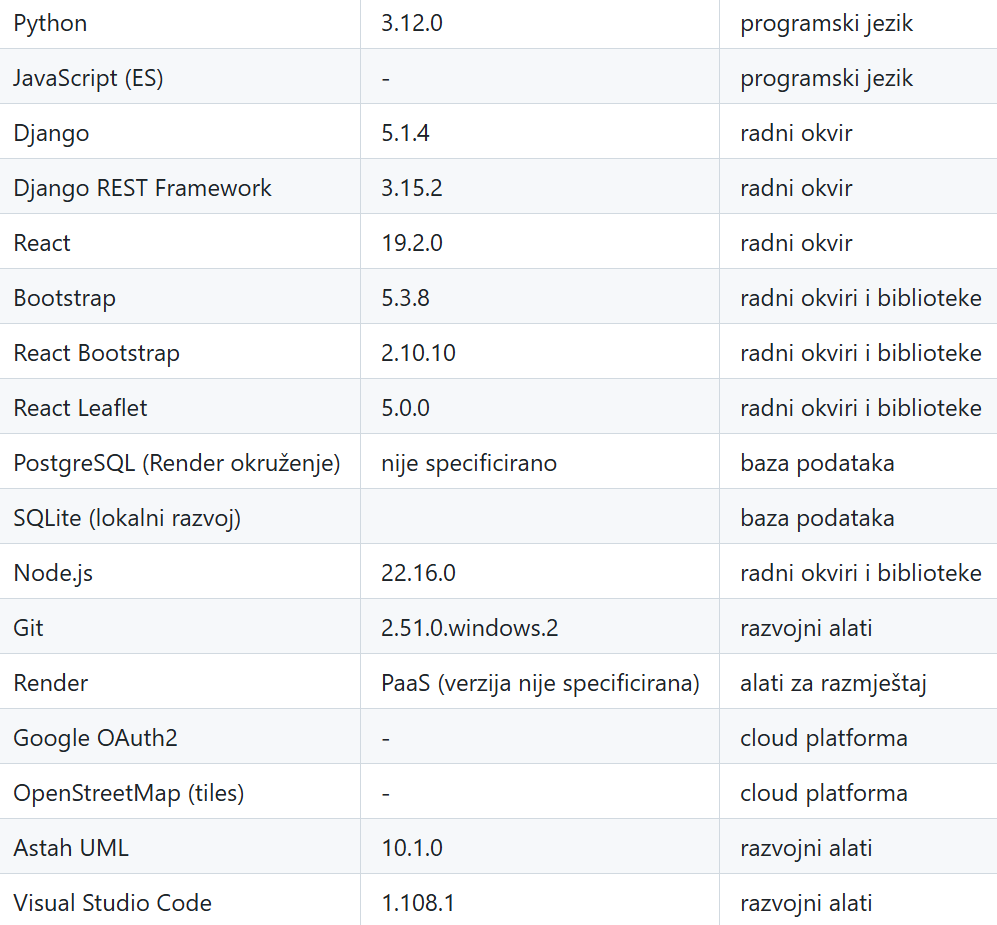 Python 3.12.0 programski jezik
JavaScript (ES) - programski jezik
Django 5.1.4 radni okvir
Django REST Framework 3.15.2 radni okvir
React 19.2.0 radni okvir
Bootstrap 5.3.8 radni okviri i biblioteke
React Bootstrap 2.10.10 radni okviri i biblioteke
React Leaflet 5.0.0 radni okviri i biblioteke
PostgreSQL (Render okruženje) nije specificirano baza podataka
SQLite (lokalni razvoj) baza podataka
Node.js 22.16.0 radni okviri i biblioteke
Git 2.51.0.windows.2 razvojni alati
Render PaaS (verzija nije specificirana) alati za razmještaj
Google OAuth2 - cloud platforma
OpenStreetMap (tiles) - cloud platforma
Astah UML 10.1.0 razvojni alati
Visual Studio Code 1.108.1 razvojni alati